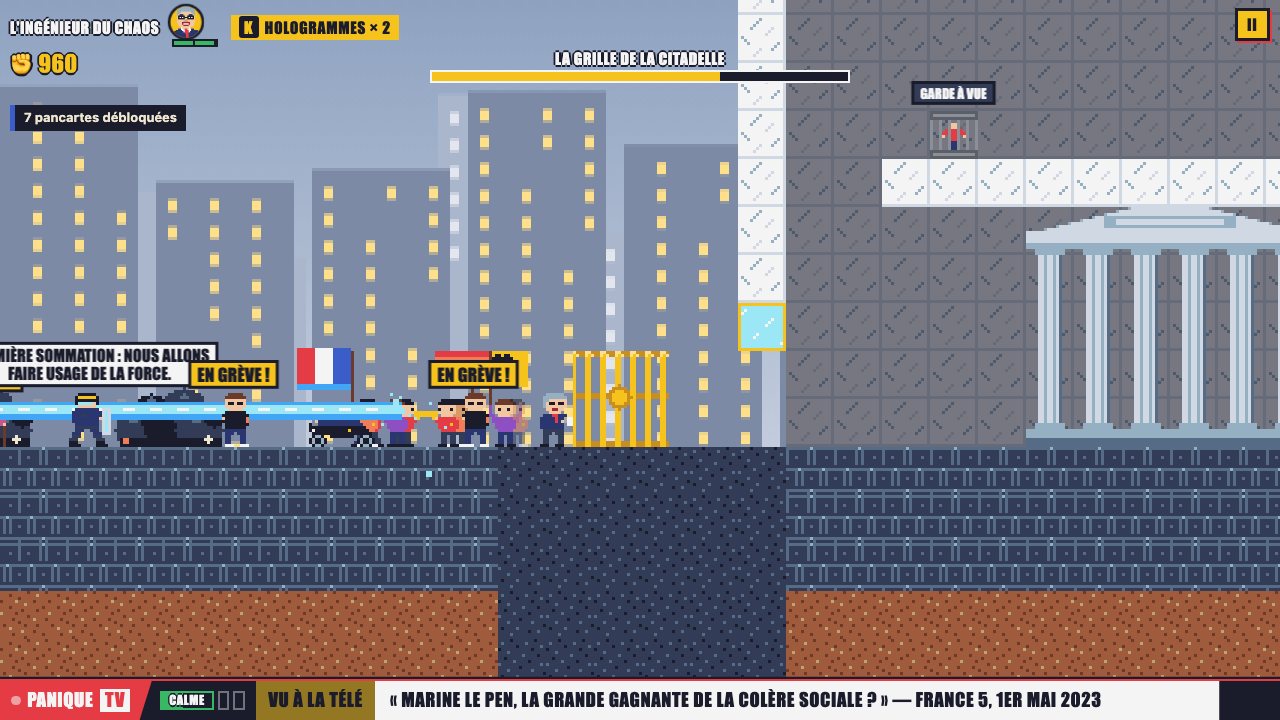 L'INGÉNIEUR DU CHAOS
K HOLOGRAMMES × 2
960
LA GRILLE DE LA CITADELLE
GARDE À VUE
7 pancartes débloquées
MIÈRE SOMMATION : NOUS ALLONS
FAIRE USAGE DE LA FORCE.
EN GRÈVE !
EN GRÈVE !
PANIQUE TV
CALME
VU À LA TÉLÉ
« MARINE LE PEN, LA GRANDE GAGNANTE DE LA COLÈRE SOCIALE ? » — FRANCE 5, 1ER MAI 2023